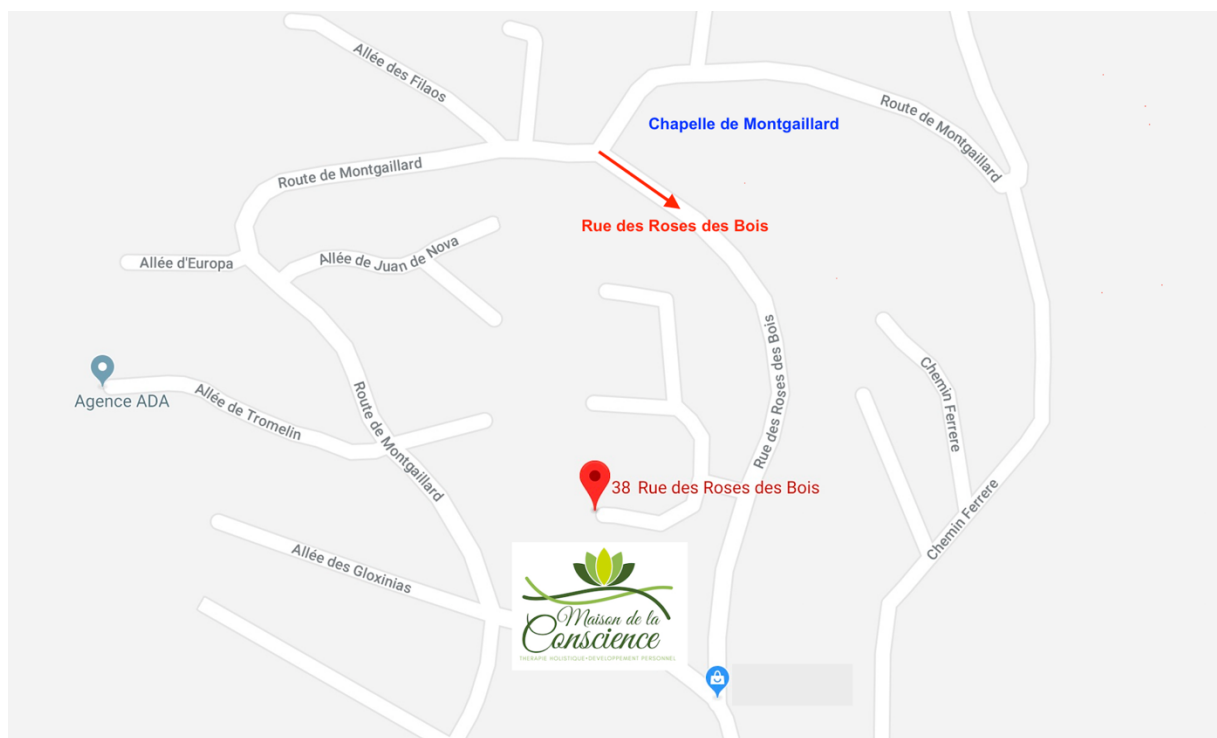 Allée des Filaos
Chapelle de Montgaillard
Route de Montgaillard
Route de Montgaillard
Rue des Roses des Bois
Allée d'Europa
Allée de Juan de Nova
Rue des Roses des Bois
Agence ADA
Allée de Tromelin
Route de Montgaillard
Chemin Ferrere
38 Rue des Roses des Bois
Chemin Ferrere
Allée des Gloxinias
Maison de la
Conscience
THERAPIE HOLISTIQUE•DEVELOPPEMENT PERSONNEL